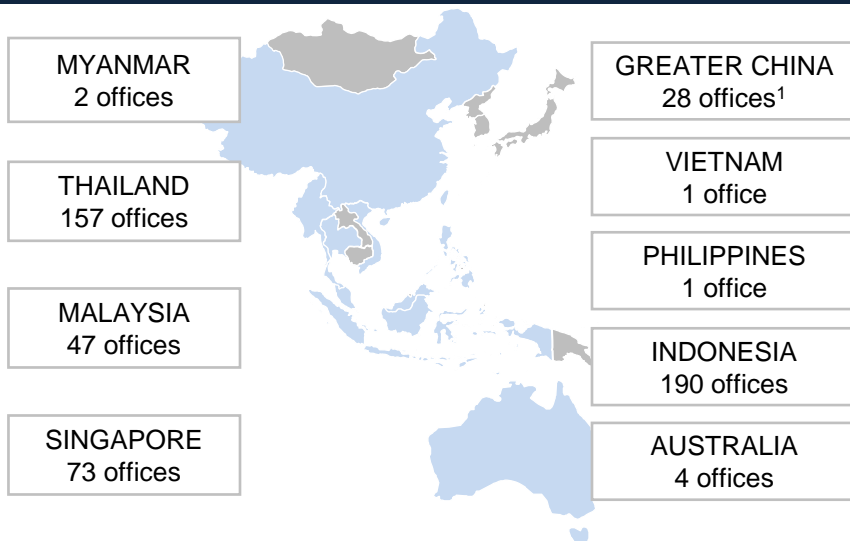 MYANMAR
2 offices
THAILAND
157 offices
MALAYSIA
47 offices
SINGAPORE
73 offices
GREATER CHINA
28 offices¹
VIETNAM
1 office
PHILIPPINES
1 office
INDONESIA
190 offices
AUSTRALIA
4 offices